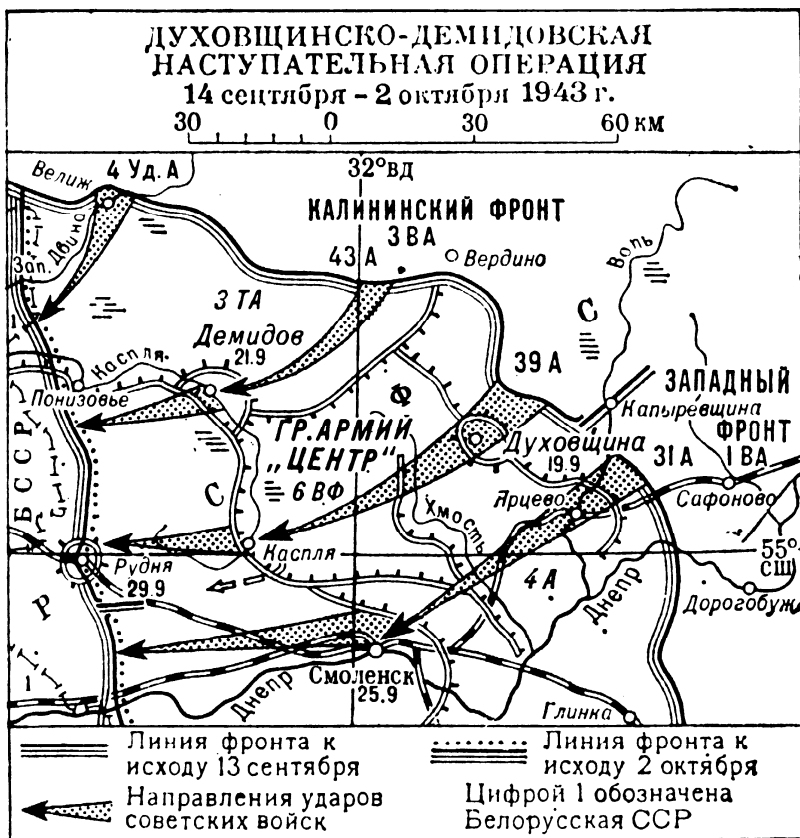 ДУХОВЩИНСКО-ДЕМИДОВСКАЯ
НАСТУПАТЕЛЬНАЯ ОПЕРАЦИЯ
14 сентября – 2 октября 1943 г.
30 0 30 60 км
4 Уд. А
32°вд
Велиж
КАЛИНИНСКИЙ ФРОНТ
3 ВА
43 А
Вердино
Вопь
Зап. Двина
3 ТА
С
Демидов
21.9
Каспля
39 А
Понизовье
Ф
ЗАПАДНЫЙ
ФРОНТ
1 ВА
Капыревщина
ГР. АРМИЙ
„ЦЕНТР"
6 ВФ
Духовщина
19.9
31 А
БССР
С
Ярцево
Сафоново
Хмость
Каспля
55°
сш
Рудня
29.9
4 А
Днепр
Дорогобуж
Р
Смоленск
25.9
1
Днепр
Глинка
Линия фронта к
исходу 13 сентября
Линия фронта к
исходу 2 октября
Направления ударов
советских войск
Цифрой 1 обозначена
Белорусская ССР